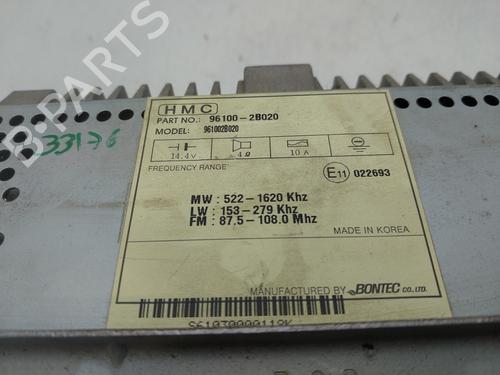 B-PARTS
33176
HMC
PART NO.: 96100-2B020
MODEL: 961002B020
14.4V 4Ω 10A
FREQUENCY RANGE
E11 022693
MW : 522-1620 Khz
LW : 153-279 Khz
FM : 87.5-108.0 Mhz
MADE IN KOREA
MANUFACTURED BY BONTEC CO., LTD.